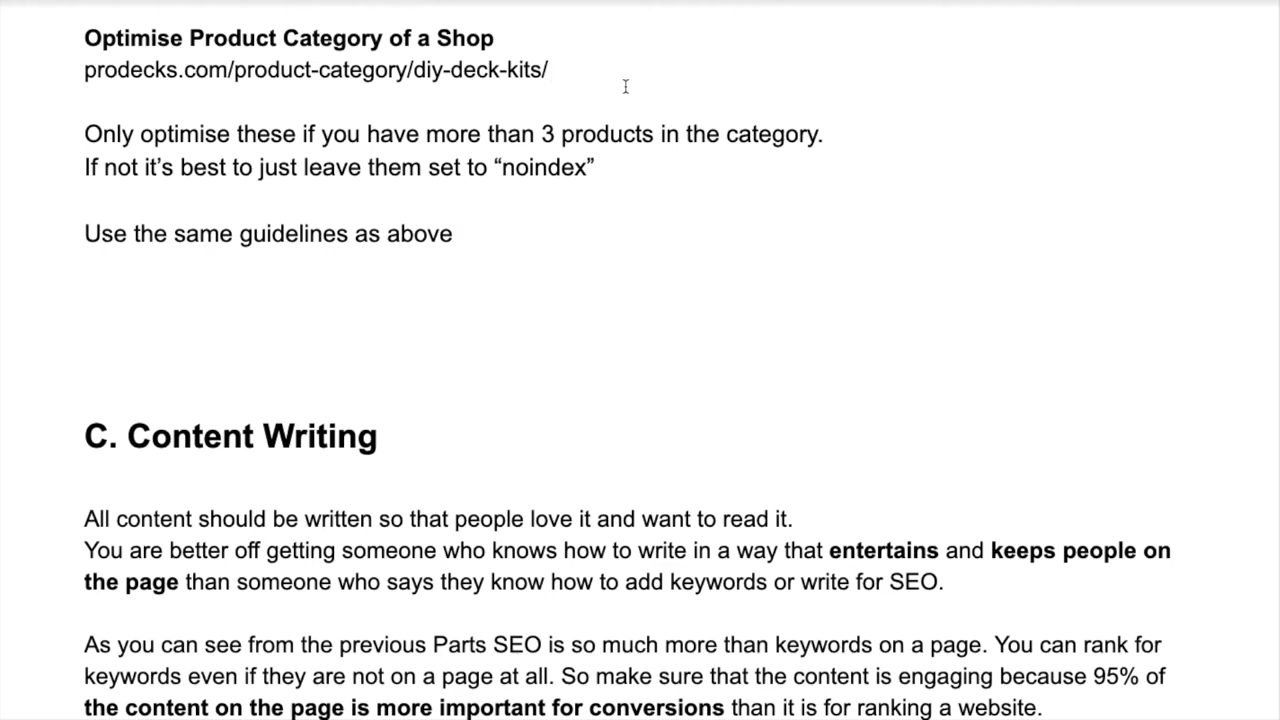 Optimise Product Category of a Shop
prodecks.com/product-category/diy-deck-kits/
Only optimise these if you have more than 3 products in the category.
If not it’s best to just leave them set to “noindex”
Use the same guidelines as above
C. Content Writing
All content should be written so that people love it and want to read it.
You are better off getting someone who knows how to write in a way that entertains and keeps people on
the page than someone who says they know how to add keywords or write for SEO.
As you can see from the previous Parts SEO is so much more than keywords on a page. You can rank for
keywords even if they are not on a page at all. So make sure that the content is engaging because 95% of
the content on the page is more important for conversions than it is for ranking a website.